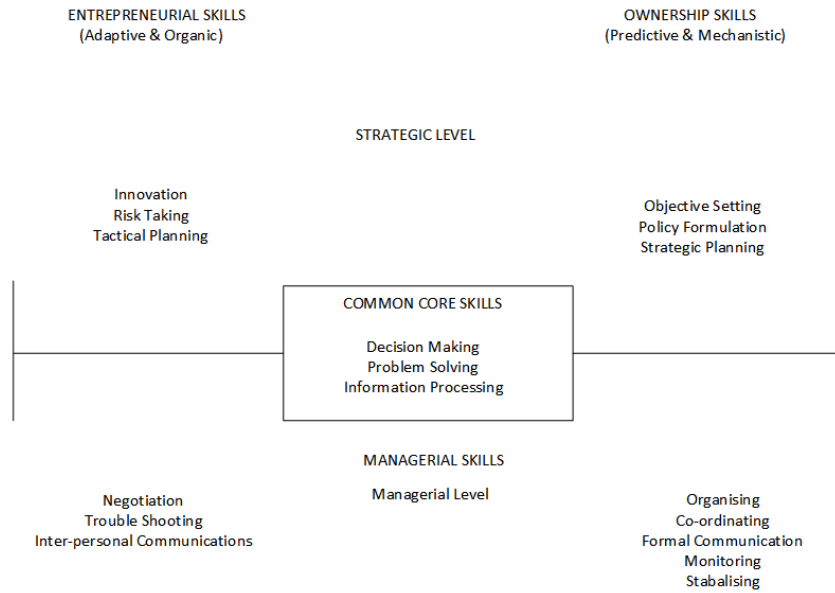 ENTREPRENEURIAL SKILLS
(Adaptive & Organic)
OWNERSHIP SKILLS
(Predictive & Mechanistic)
STRATEGIC LEVEL
Innovation
Risk Taking
Tactical Planning
Objective Setting
Policy Formulation
Strategic Planning
COMMON CORE SKILLS
Decision Making
Problem Solving
Information Processing
MANAGERIAL SKILLS
Managerial Level
Negotiation
Trouble Shooting
Inter-personal Communications
Organising
Co-ordinating
Formal Communication
Monitoring
Stabalising